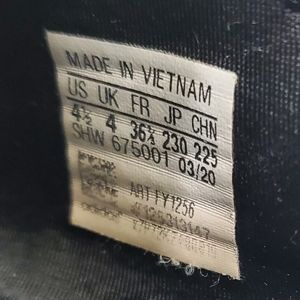 MADE IN VIETNAM
US UK FR JP CHN
4½ 4 36⅔ 230 225
SHW 675001 03/20
ART FY1256